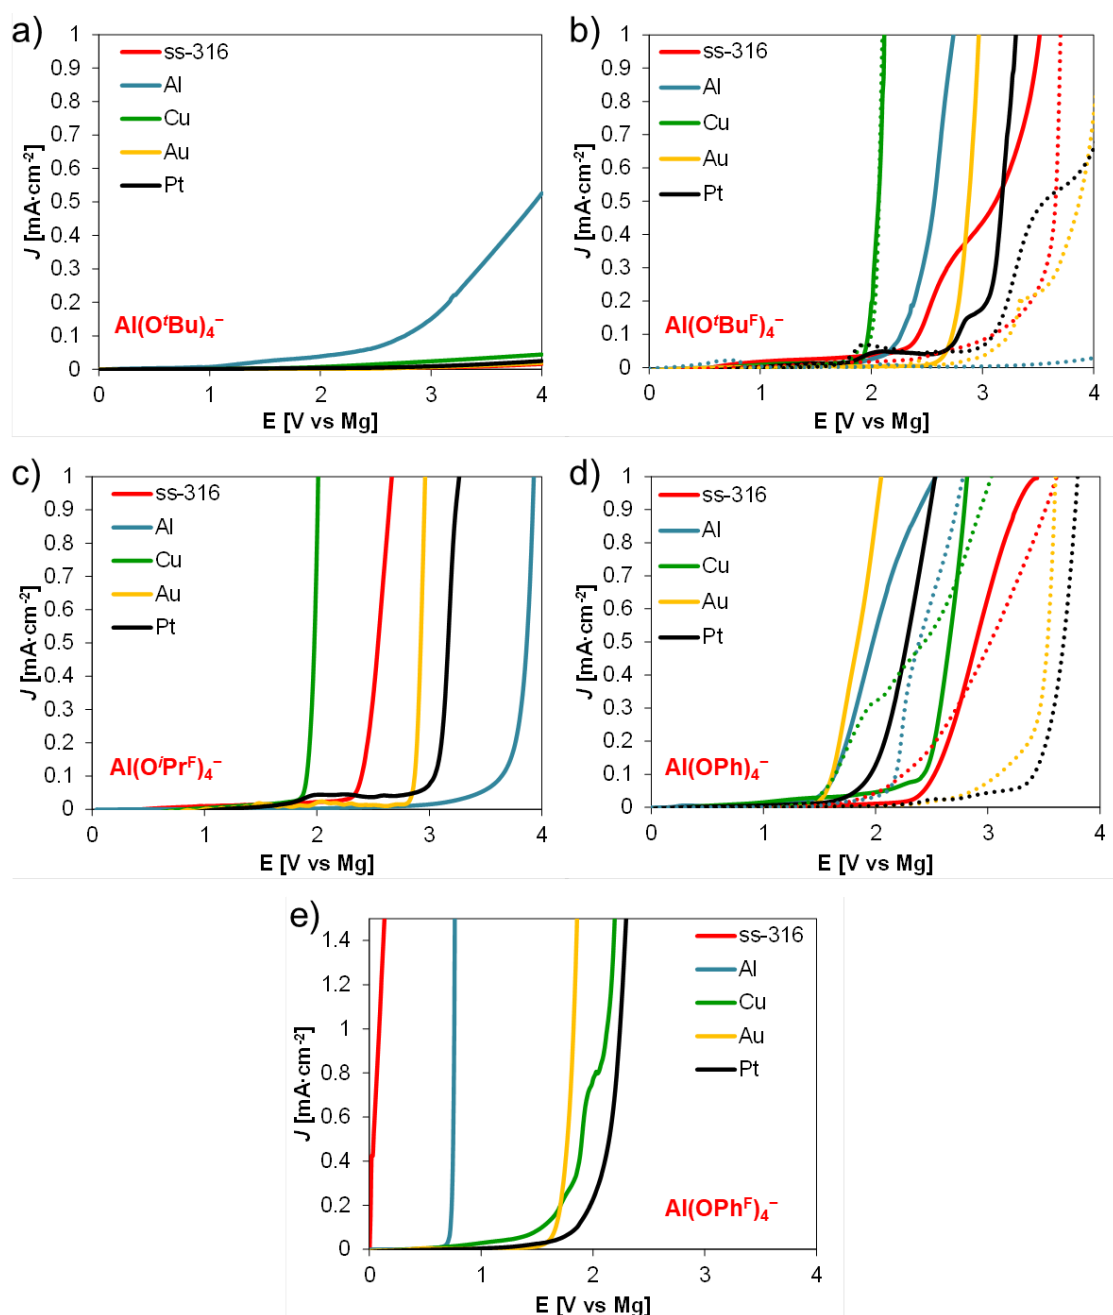 a)
ss-316
Al
Cu
Au
Pt
1
0.9
0.8
0.7
0.6
0.5
0.4
0.3
0.2
0.1
0
J [mA·cm⁻²]
Al(OᵗBu)₄⁻
0 1 2 3 4
E [V vs Mg]
b)
ss-316
Al
Cu
Au
Pt
1
0.9
0.8
0.7
0.6
0.5
0.4
0.3
0.2
0.1
0
J [mA·cm⁻²]
Al(OᵗBuᶠ)₄⁻
0 1 2 3 4
E [V vs Mg]
c)
ss-316
Al
Cu
Au
Pt
1
0.9
0.8
0.7
0.6
0.5
0.4
0.3
0.2
0.1
0
J [mA·cm⁻²]
Al(OⁱPrᶠ)₄⁻
0 1 2 3 4
E [V vs Mg]
d)
ss-316
Al
Cu
Au
Pt
1
0.9
0.8
0.7
0.6
0.5
0.4
0.3
0.2
0.1
0
J [mA·cm⁻²]
Al(OPh)₄⁻
0 1 2 3 4
E [V vs Mg]
e)
ss-316
Al
Cu
Au
Pt
1.4
1.2
1
0.8
0.6
0.4
0.2
0
J [mA·cm⁻²]
Al(OPhᶠ)₄⁻
0 1 2 3 4
E [V vs Mg]